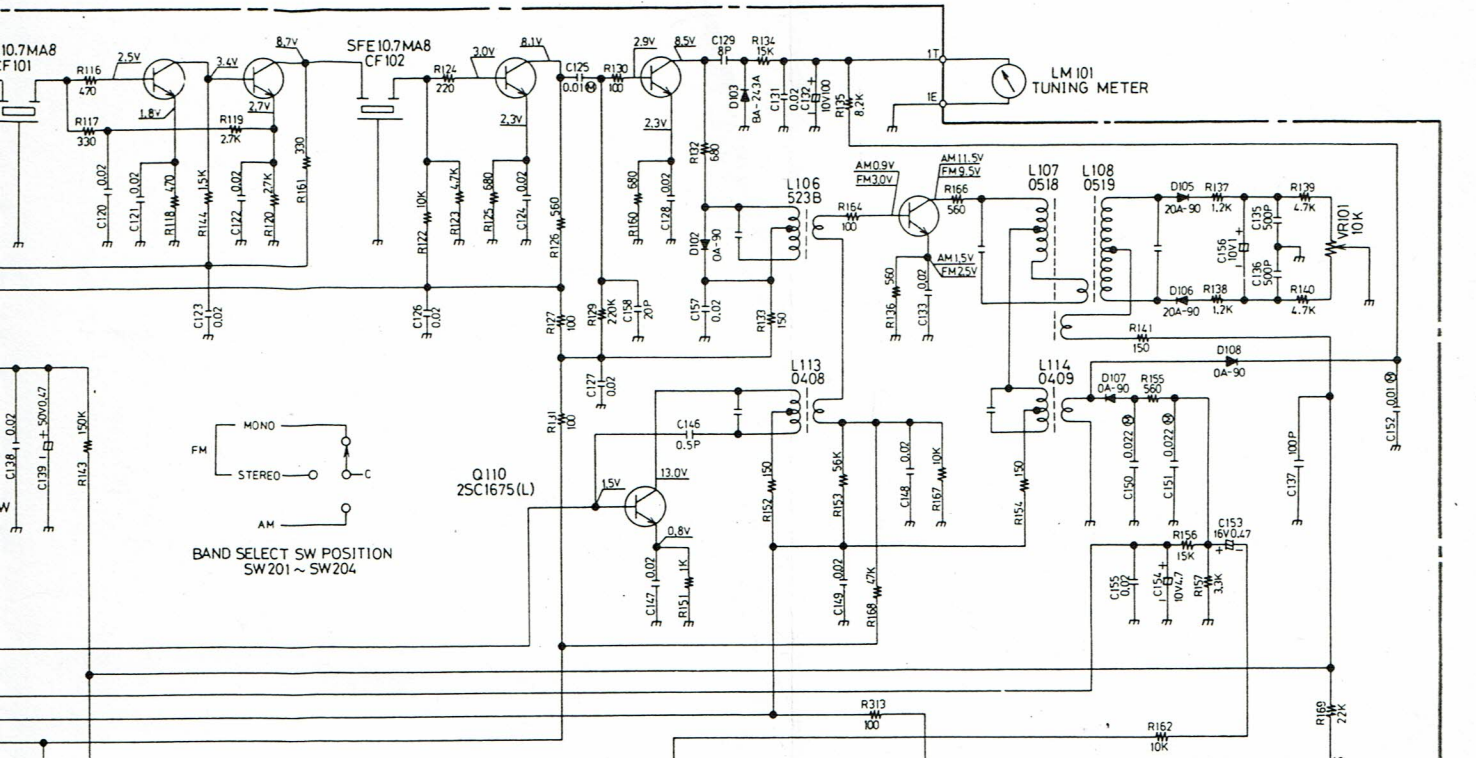 10.7MA8
CF101
R116
470
2.5V
1.8V
3.4V
8.7V
2.7V
R117
330
R119
2.7K
C120 0.02
C121 0.02
R118 470
R144 1.5K
C122 0.02
R120 2.7K
R161 330
C123
0.02
SFE10.7MA8
CF102
R124
220
3.0V
8.1V
2.3V
R122 10K
R123 4.7K
R125 680
C124 0.02
C126
0.02
R126 560
C125
0.01 M
R130
100
2.9V
8.5V
2.3V
R160 680
C128 0.02
R127
100
R129
220K
C158
20P
C127
0.02
R111
100
C129
8P
R134
15K
D103
BA-243A
C131
0.02
C132
10V100
R135
8.2K
R132
680
D102
0A-90
C157
0.02
R133
150
L106
523B
1T
1E
LM101
TUNING METER
R164
100
AM0.9V
FM3.0V
AM11.5V
FM9.5V
R166
560
AM1.5V
FM2.5V
R136 560
C133 0.02
L107
0518
L108
0519
D105
20A-90
R137
1.2K
C156
10V1
C135
500P
C136
500P
R139
4.7K
VR101
10K
D106
20A-90
R138
1.2K
R140
4.7K
R141
150
D108
0A-90
C152 0.01 M
C137 100P
L113
0408
L114
0409
D107
0A-90
R155
560
C150 0.022 M
C151 0.022 M
C146
0.5P
R152 150
R153 56K
C148 0.02
R167 10K
R154 150
Q110
2SC1675(L)
1.5V
13.0V
0.8V
C147 0.02
R151 1K
C149 0.02
R168 47K
C155
0.02
C154
10V4.7
R156
15K
R157
3.3K
C153
16V0.47
C138 0.02
C139 50V0.47
R143 150K
W
FM
MONO
STEREO
C
AM
BAND SELECT SW POSITION
SW201 ~ SW204
R313
100
R162
10K
R169
22K